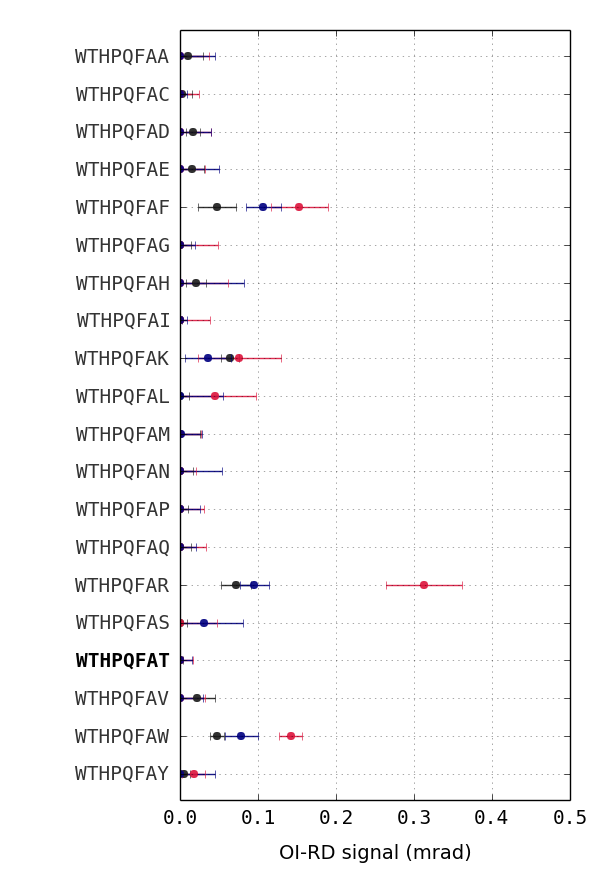 WTHPQFAA
WTHPQFAC
WTHPQFAD
WTHPQFAE
WTHPQFAF
WTHPQFAG
WTHPQFAH
WTHPQFAI
WTHPQFAK
WTHPQFAL
WTHPQFAM
WTHPQFAN
WTHPQFAP
WTHPQFAQ
WTHPQFAR
WTHPQFAS
WTHPQFAT
WTHPQFAV
WTHPQFAW
WTHPQFAY
0.0 0.1 0.2 0.3 0.4 0.5
OI-RD signal (mrad)